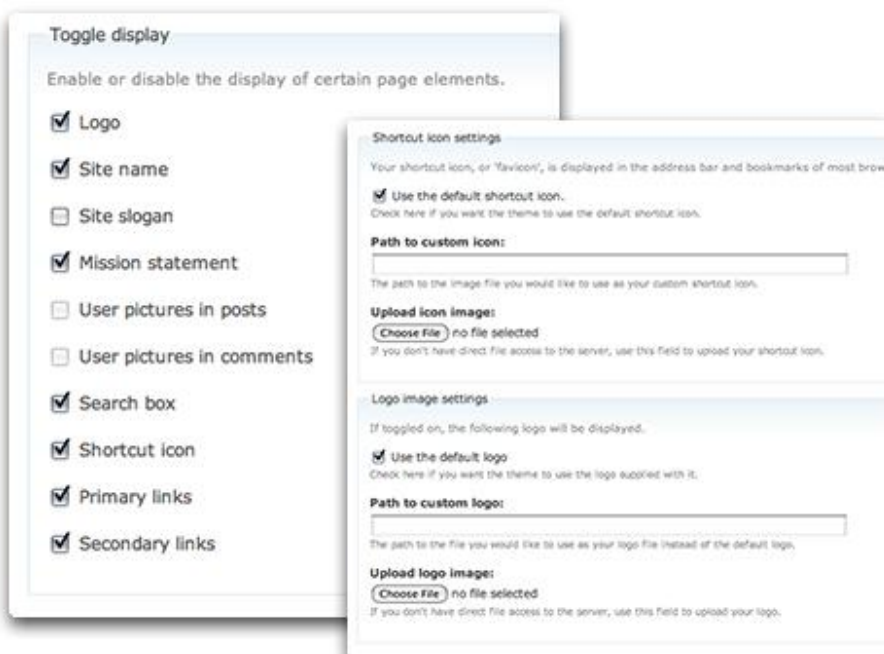 Toggle display
Enable or disable the display of certain page elements.
Logo
Site name
Site slogan
Mission statement
User pictures in posts
User pictures in comments
Search box
Shortcut icon
Primary links
Secondary links
Shortcut icon settings
Your shortcut icon, or 'favicon', is displayed in the address bar and bookmarks of most brow
Use the default shortcut icon.
Check here if you want the theme to use the default shortcut icon.
Path to custom icon:
The path to the image file you would like to use as your custom shortcut icon.
Upload icon image:
Choose File no file selected
If you don't have direct file access to the server, use this field to upload your shortcut icon.
Logo image settings
If toggled on, the following logo will be displayed.
Use the default logo
Check here if you want the theme to use the logo supplied with it.
Path to custom logo:
The path to the file you would like to use as your logo file instead of the default logo.
Upload logo image:
Choose File no file selected
If you don't have direct file access to the server, use this field to upload your logo.